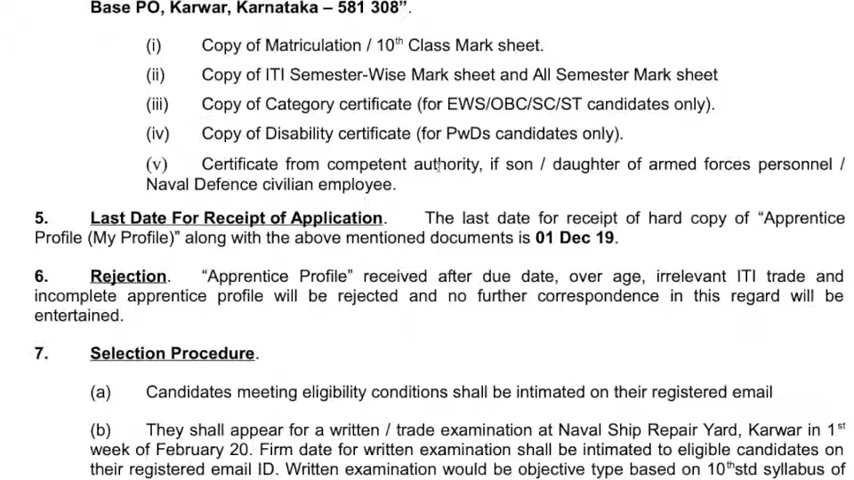 Base PO, Karwar, Karnataka – 581 308”.
(i) Copy of Matriculation / 10th Class Mark sheet.
(ii) Copy of ITI Semester-Wise Mark sheet and All Semester Mark sheet
(iii) Copy of Category certificate (for EWS/OBC/SC/ST candidates only).
(iv) Copy of Disability certificate (for PwDs candidates only).
(v) Certificate from competent authority, if son / daughter of armed forces personnel /
Naval Defence civilian employee.
5. Last Date For Receipt of Application. The last date for receipt of hard copy of “Apprentice
Profile (My Profile)” along with the above mentioned documents is 01 Dec 19.
6. Rejection. “Apprentice Profile” received after due date, over age, irrelevant ITI trade and
incomplete apprentice profile will be rejected and no further correspondence in this regard will be
entertained.
7. Selection Procedure.
(a) Candidates meeting eligibility conditions shall be intimated on their registered email
(b) They shall appear for a written / trade examination at Naval Ship Repair Yard, Karwar in 1st
week of February 20. Firm date for written examination shall be intimated to eligible candidates on
their registered email ID. Written examination would be objective type based on 10thstd syllabus of